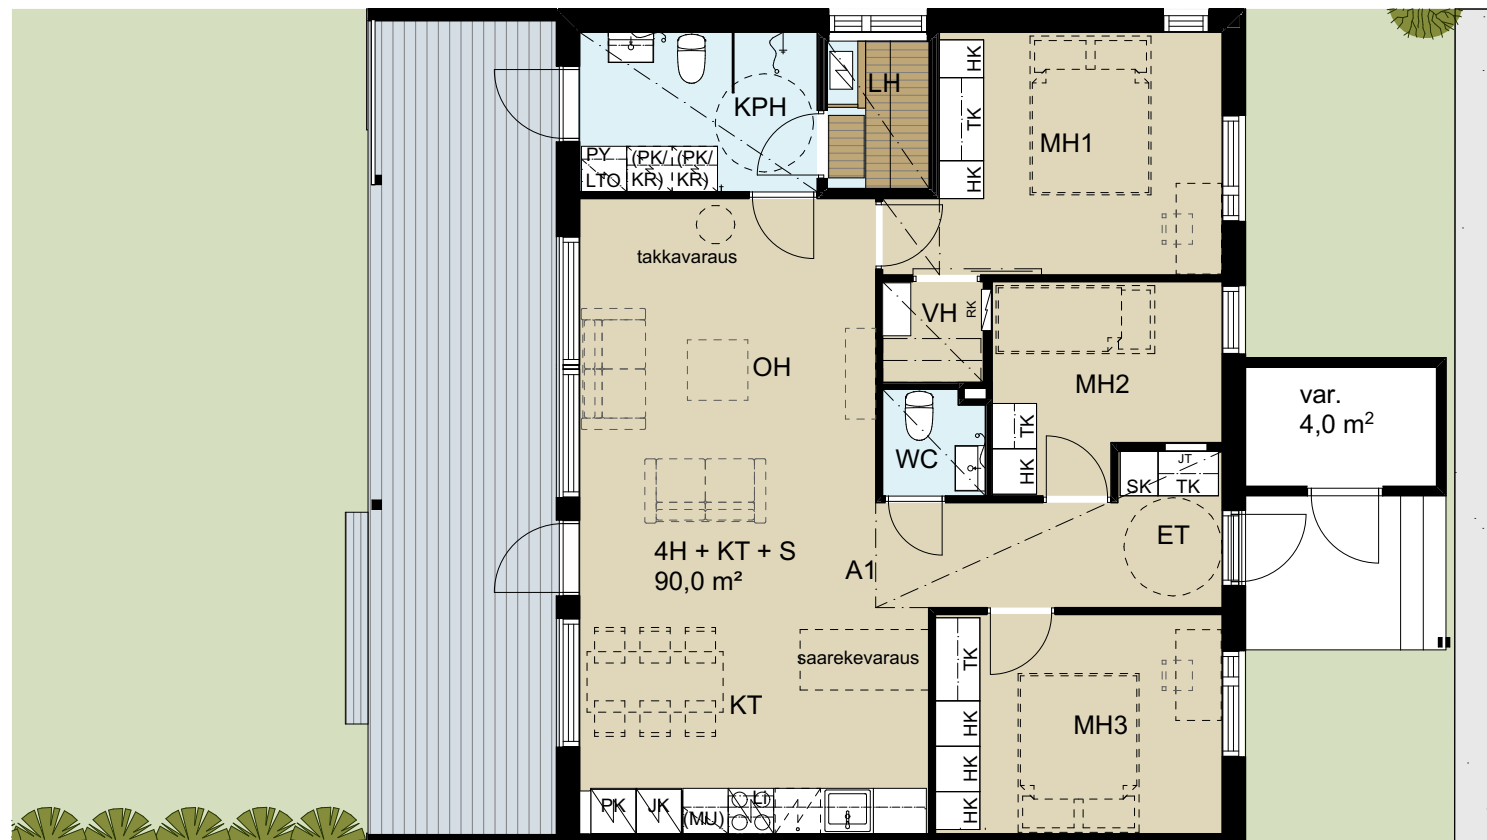 HK
TK
HK
LH
KPH
MH1
PY
LTO
(PK/
KR)
(PK/
KR)
takkavaraus
VH
RK
OH
MH2
var.
4,0 m²
TK
HK
WC
JT
SK
TK
ET
4H + KT + S
90,0 m²
A1
saarekevaraus
TK
HK
HK
HK
KT
MH3
PK
JK
(MU)
LT